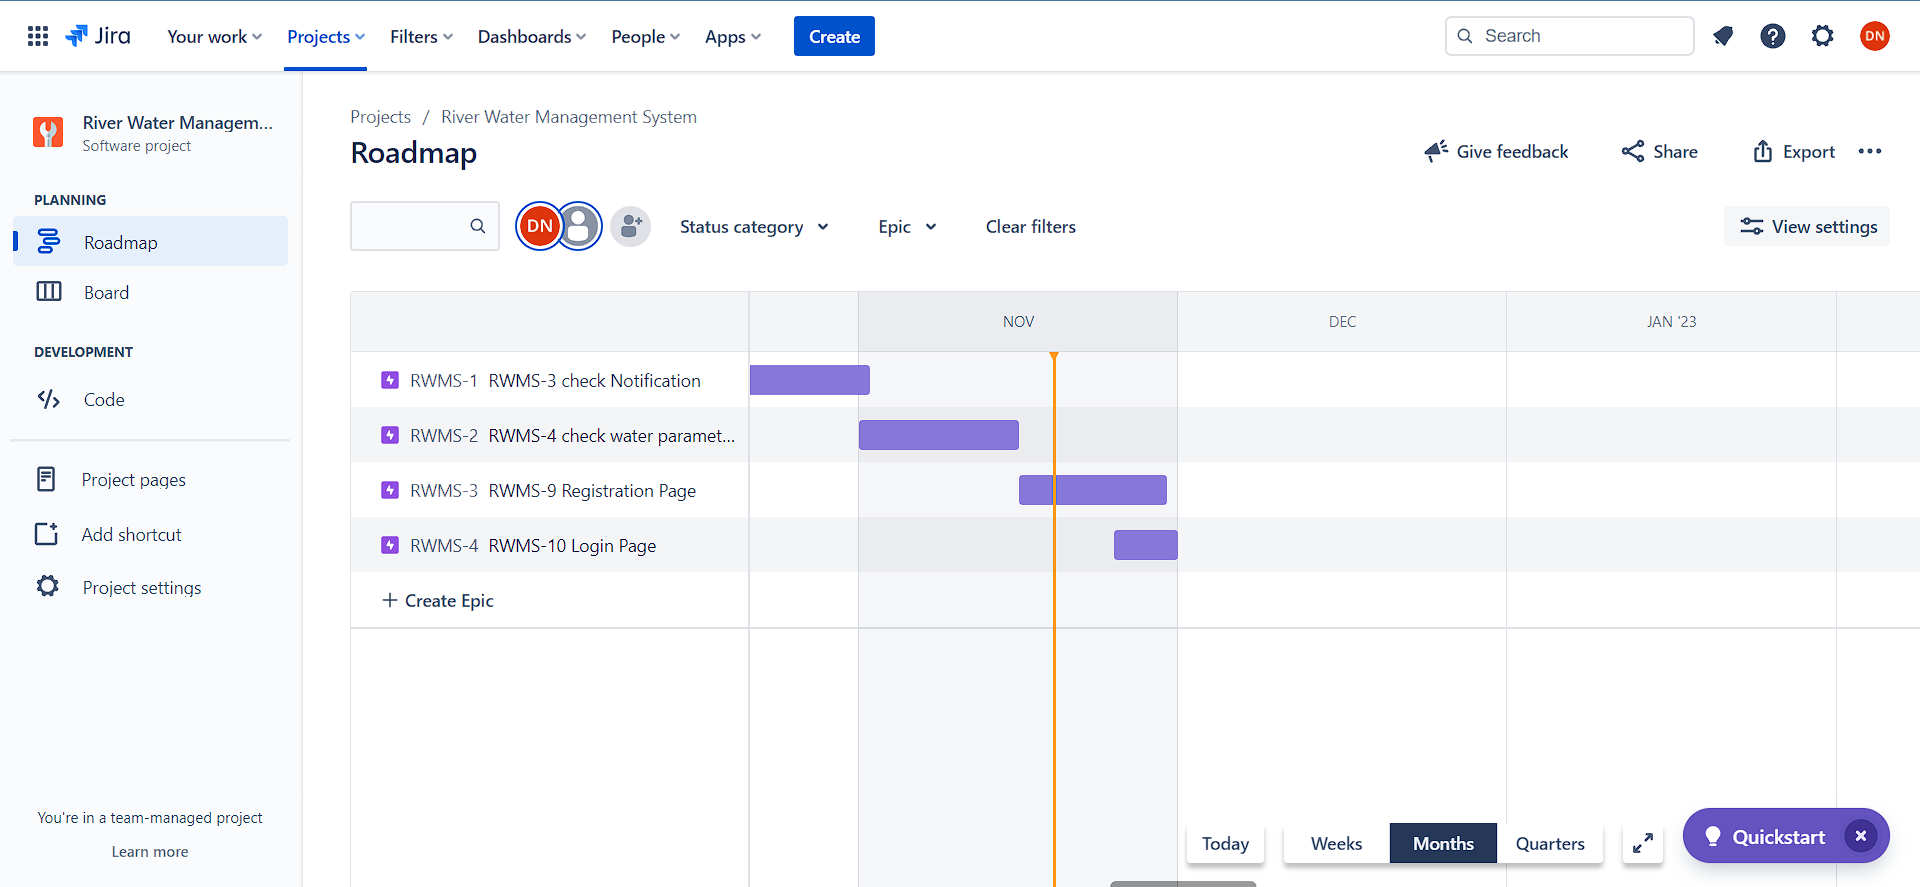 Jira Your work Projects Filters Dashboards People Apps Create Search DN
River Water Managem...
Software project
PLANNING
Roadmap
Board
DEVELOPMENT
Code
Project pages
Add shortcut
Project settings
You're in a team-managed project
Learn more
Projects / River Water Management System
Roadmap
Give feedback Share Export
DN Status category Epic Clear filters View settings
NOV DEC JAN '23
RWMS-1 RWMS-3 check Notification
RWMS-2 RWMS-4 check water paramet...
RWMS-3 RWMS-9 Registration Page
RWMS-4 RWMS-10 Login Page
+ Create Epic
Today Weeks Months Quarters Quickstart